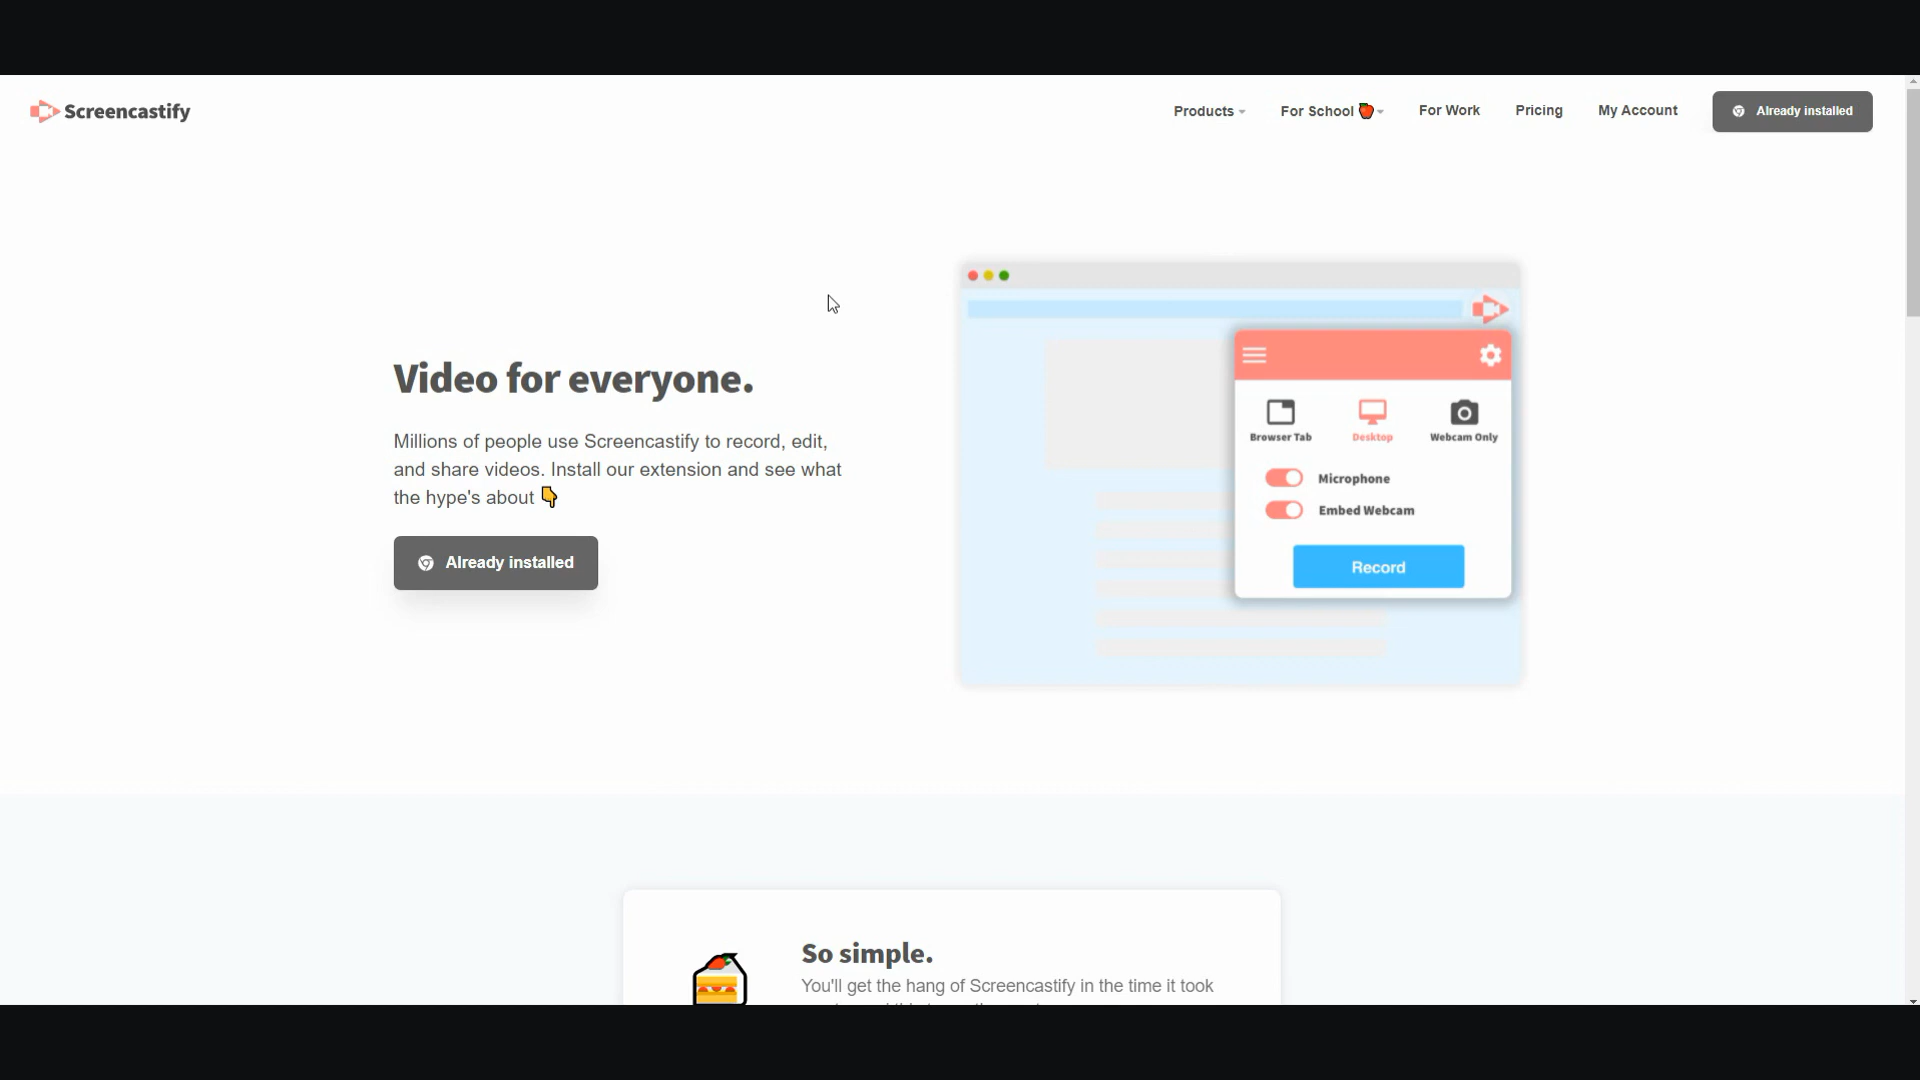 Screencastify
Products
For School
For Work
Pricing
My Account
Already installed
Video for everyone.
Millions of people use Screencastify to record, edit,
and share videos. Install our extension and see what
the hype's about
Already installed
Browser Tab
Desktop
Webcam Only
Microphone
Embed Webcam
Record
So simple.
You'll get the hang of Screencastify in the time it took